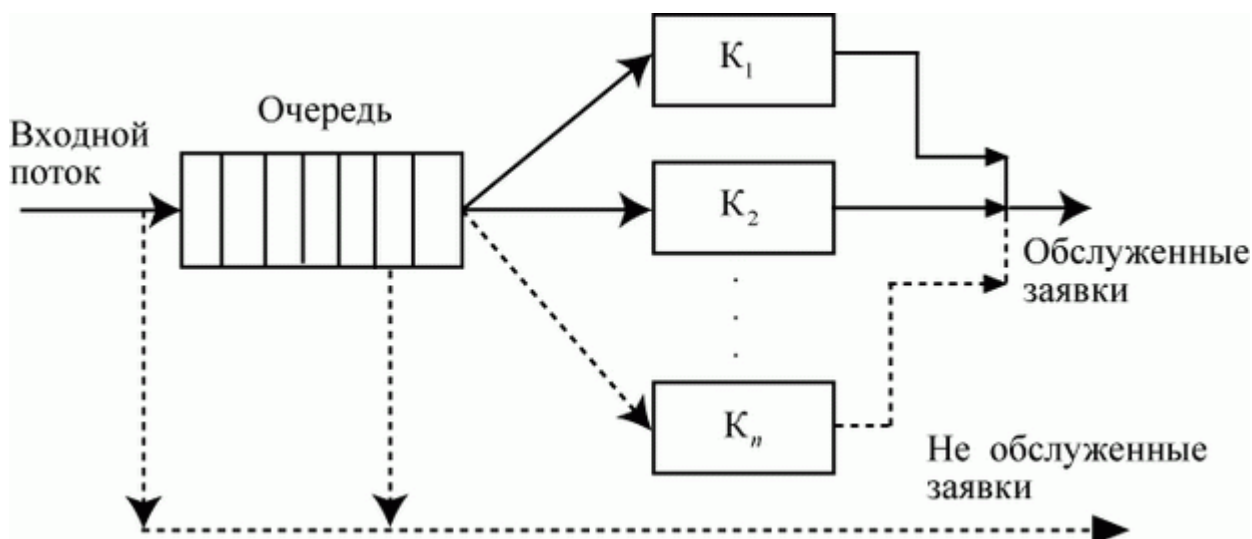 Входной
поток
Очередь
К₁
К₂
Кₙ
Обслуженные
заявки
Не обслуженные
заявки